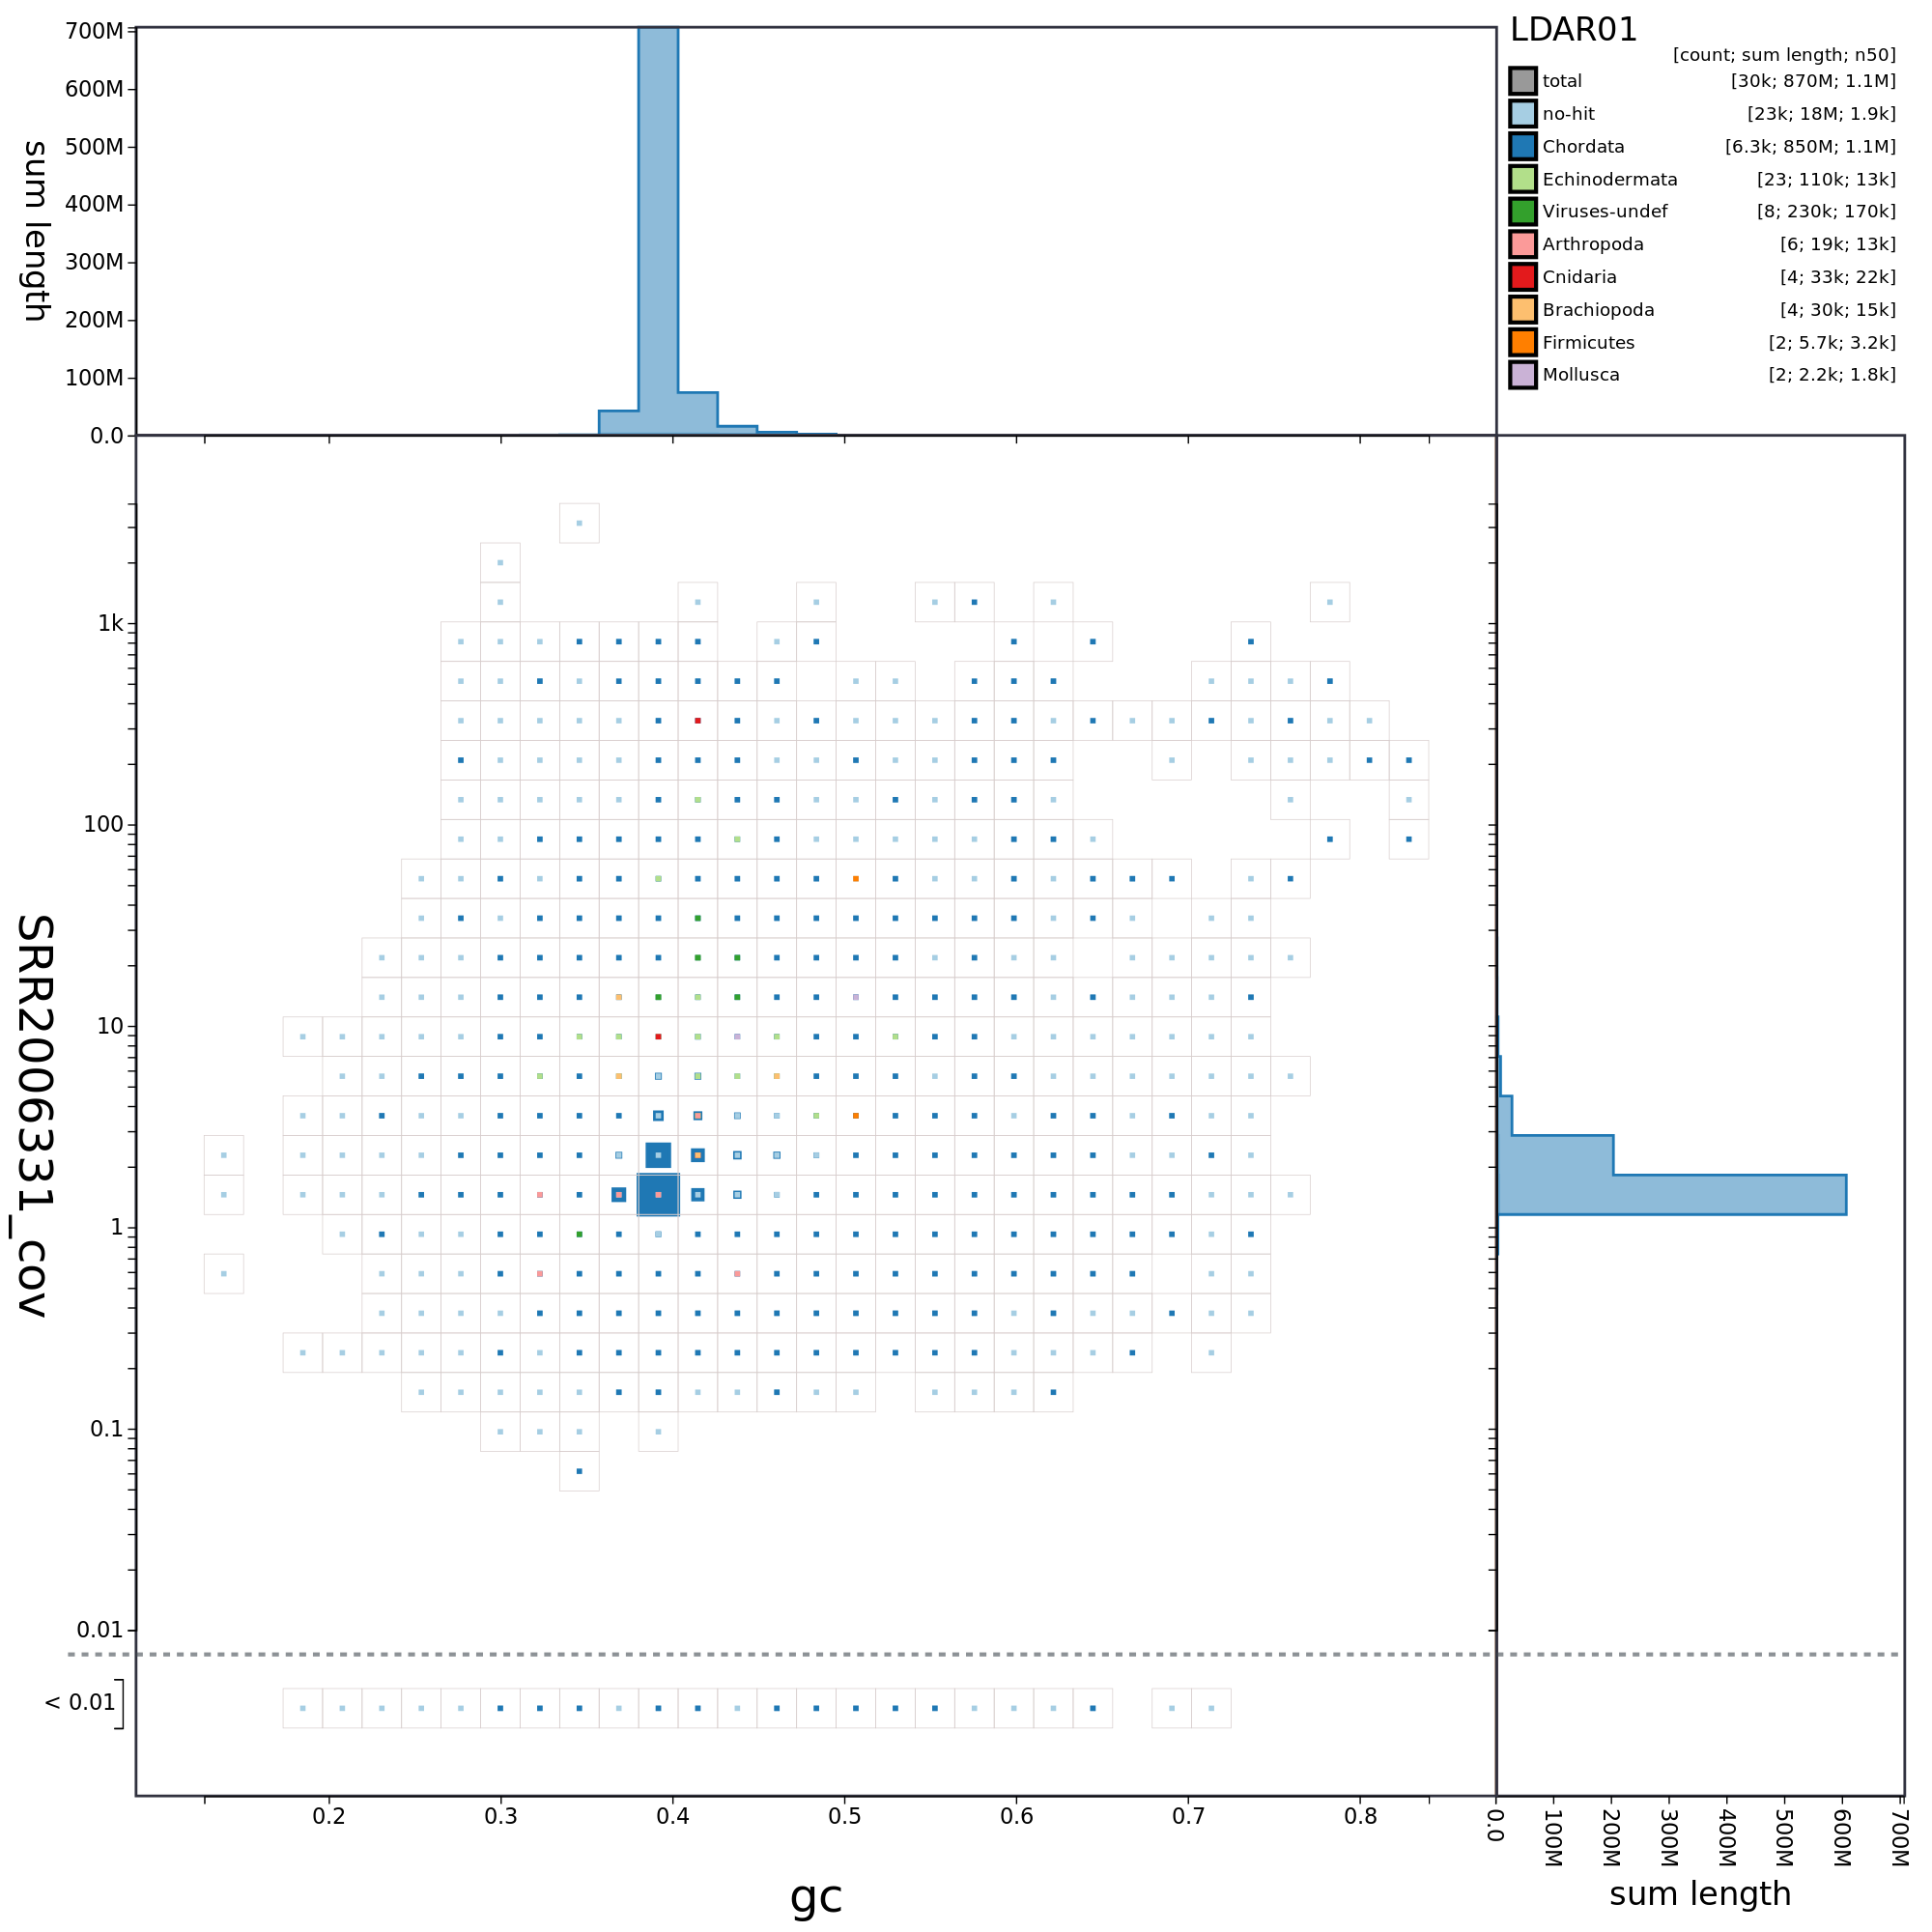 LDAR01
[count; sum length; n50]
total [30k; 870M; 1.1M]
no-hit [23k; 18M; 1.9k]
Chordata [6.3k; 850M; 1.1M]
Echinodermata [23; 110k; 13k]
Viruses-undef [8; 230k; 170k]
Arthropoda [6; 19k; 13k]
Cnidaria [4; 33k; 22k]
Brachiopoda [4; 30k; 15k]
Firmicutes [2; 5.7k; 3.2k]
Mollusca [2; 2.2k; 1.8k]
sum length
700M
600M
500M
400M
300M
200M
100M
0.0
SRR2006331_cov
1k
100
10
1
0.1
0.01
< 0.01
0.2 0.3 0.4 0.5 0.6 0.7 0.8
gc
0.0 100M 200M 300M 400M 500M 600M 700M
sum length